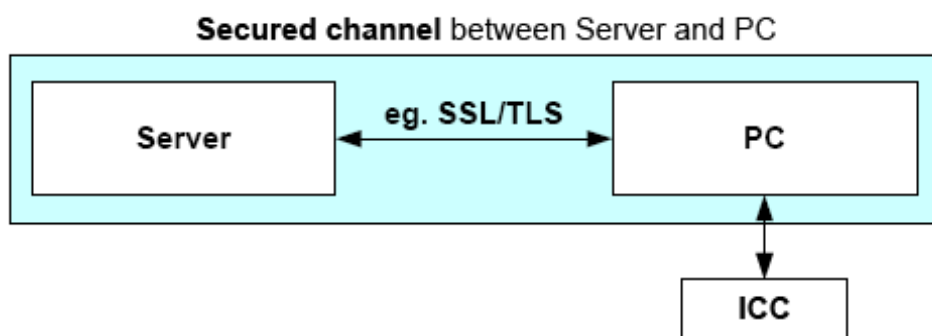 Secured channel between Server and PC
eg. SSL/TLS
Server
PC
ICC